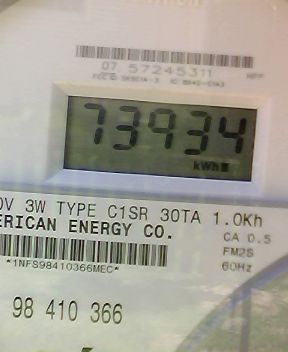 07 57245311
HPP
73934
kWh
0V 3W TYPE C1SR 30TA 1.0Kh
ERICAN ENERGY CO.
CA 0.5
FM2S
60Hz
*1NFS98410366MEC*
98 410 366